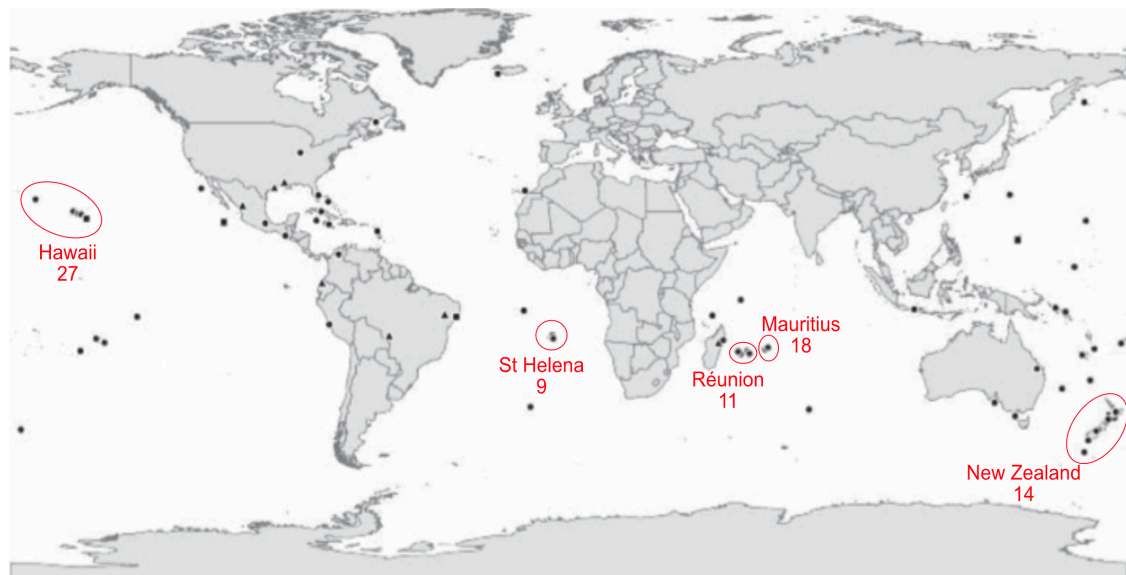 Hawaii
27
St Helena
9
Réunion
11
Mauritius
18
New Zealand
14